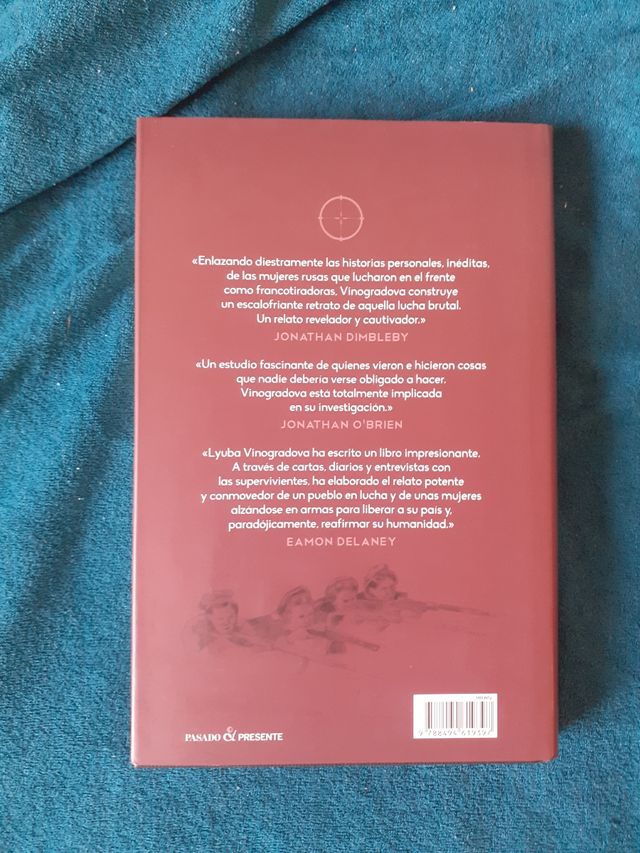 «Enlazando diestramente las historias personales, inéditas,
de las mujeres rusas que lucharon en el frente
como francotiradoras, Vinogradova construye
un escalofriante retrato de aquella lucha brutal.
Un relato revelador y cautivador.»
JONATHAN DIMBLEBY
«Un estudio fascinante de quienes vieron e hicieron cosas
que nadie debería verse obligado a hacer.
Vinogradova está totalmente implicada
en su investigación.»
JONATHAN O'BRIEN
«Lyuba Vinogradova ha escrito un libro impresionante.
A través de cartas, diarios y entrevistas con
las supervivientes, ha elaborado el relato potente
y conmovedor de un pueblo en lucha y de unas mujeres
alzándose en armas para liberar a su país y,
paradójicamente, reafirmar su humanidad.»
EAMON DELANEY
PASADO & PRESENTE